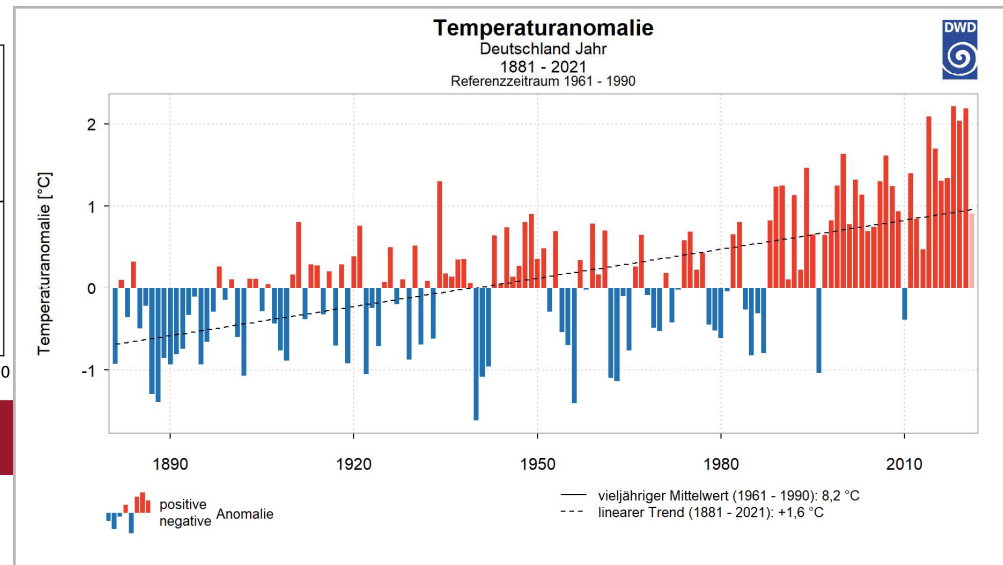 Temperaturanomalie
Deutschland Jahr
1881 - 2021
Referenzzeitraum 1961 - 1990
DWD
Temperaturanomalie [°C]
2
1
0
-1
0
1890
1920
1950
1980
2010
positive
negative
Anomalie
vieljähriger Mittelwert (1961 - 1990): 8,2 °C
linearer Trend (1881 - 2021): +1,6 °C